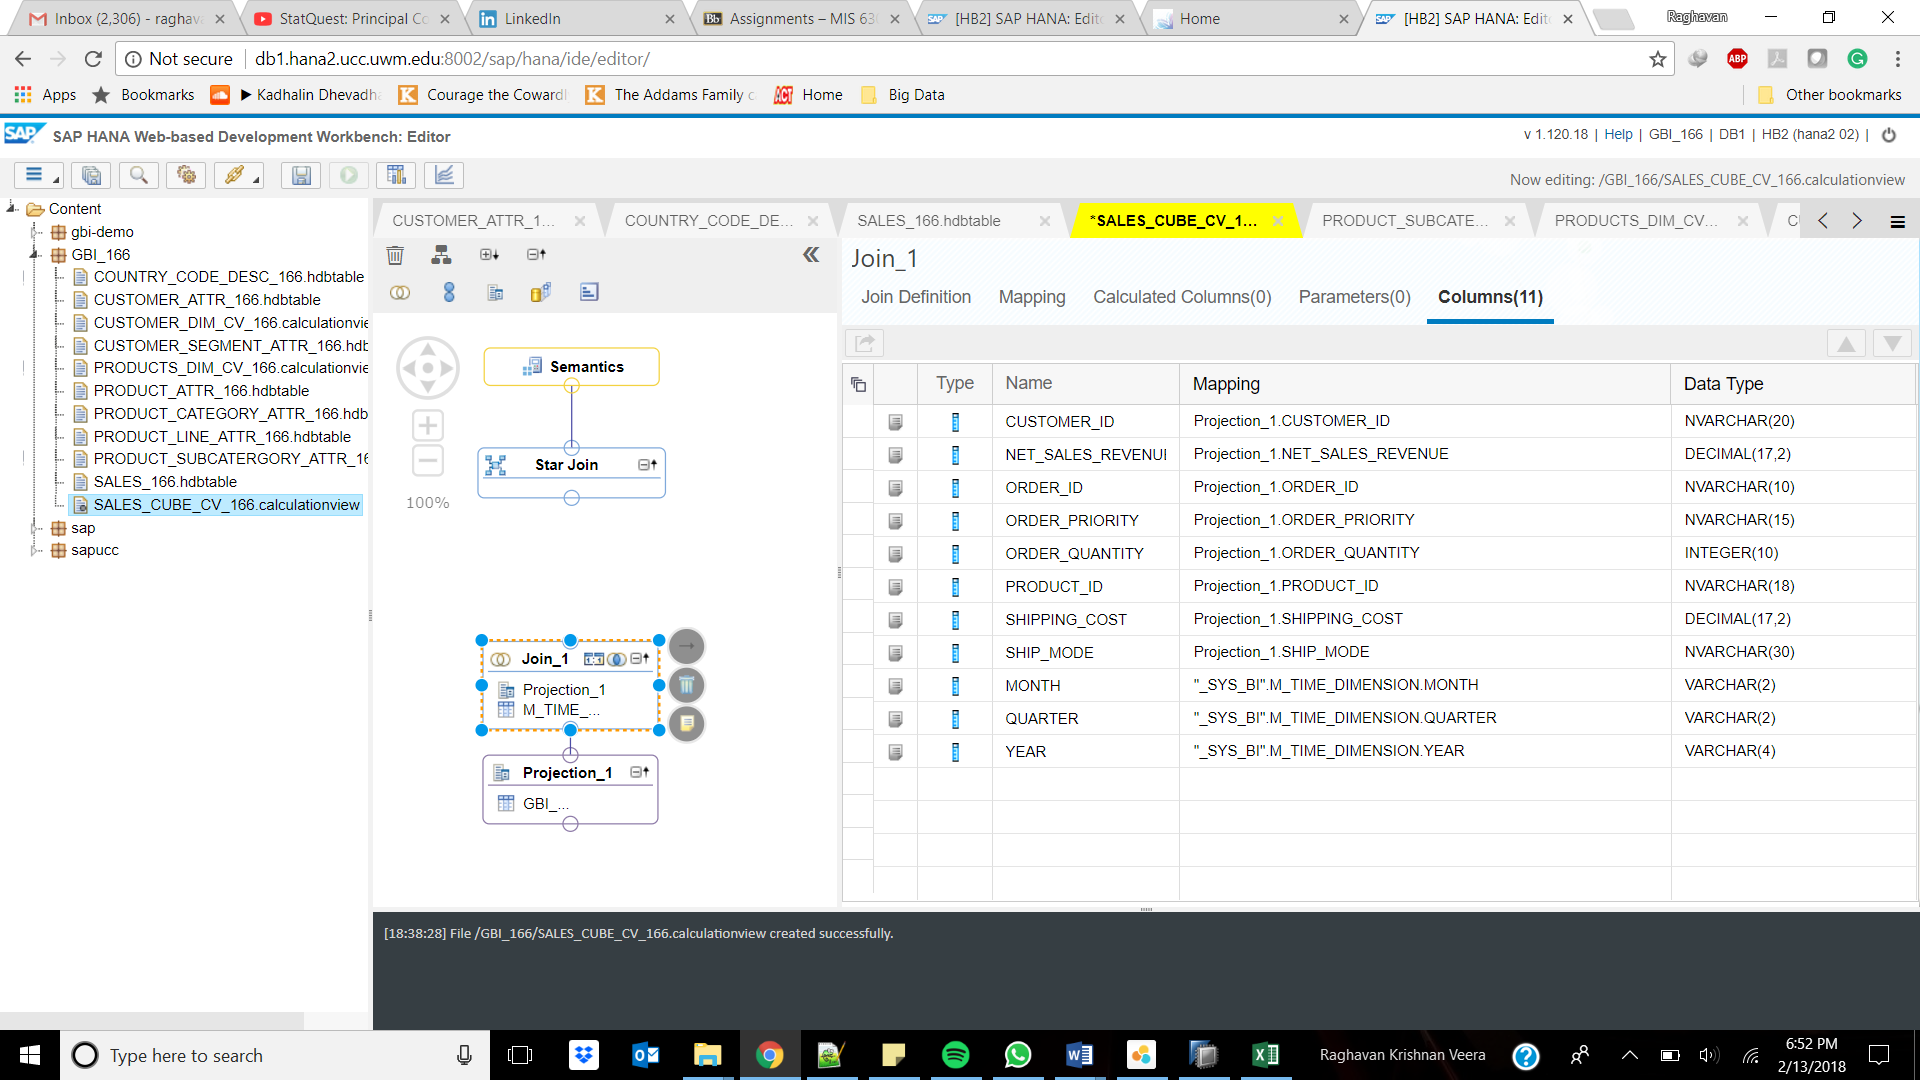 Inbox (2,306) - raghava
StatQuest: Principal Co
LinkedIn
Bb Assignments – MIS 63
[HB2] SAP HANA: Edit
Home
[HB2] SAP HANA: Edit
Raghavan
Not secure db1.hana2.ucc.uwm.edu:8002/sap/hana/ide/editor/
ABP
Apps
Bookmarks
Kadhalin Dhevadha
Courage the Coward
The Addams Family c
ACT Home
Big Data
Other bookmarks
SAP SAP HANA Web-based Development Workbench: Editor
v 1.120.18 | Help | GBI_166 | DB1 | HB2 (hana2 02) |
Now editing: /GBI_166/SALES_CUBE_CV_166.calculationview
Content
gbi-demo
GBI_166
COUNTRY_CODE_DESC_166.hdbtable
CUSTOMER_ATTR_166.hdbtable
CUSTOMER_DIM_CV_166.calculationvie
CUSTOMER_SEGMENT_ATTR_166.hdb
PRODUCTS_DIM_CV_166.calculationvie
PRODUCT_ATTR_166.hdbtable
PRODUCT_CATEGORY_ATTR_166.hdb
PRODUCT_LINE_ATTR_166.hdbtable
PRODUCT_SUBCATERGORY_ATTR_16
SALES_166.hdbtable
SALES_CUBE_CV_166.calculationview
sap
sapucc
CUSTOMER_ATTR_1...
COUNTRY_CODE_DE...
SALES_166.hdbtable
*SALES_CUBE_CV_1...
PRODUCT_SUBCATE...
PRODUCTS_DIM_CV...
100%
Semantics
Star Join
Join_1
Projection_1
M_TIME_...
Projection_1
GBI_...
Join_1
Join Definition
Mapping
Calculated Columns(0)
Parameters(0)
Columns(11)
Type Name Mapping Data Type
CUSTOMER_ID Projection_1.CUSTOMER_ID NVARCHAR(20)
NET_SALES_REVENUI Projection_1.NET_SALES_REVENUE DECIMAL(17,2)
ORDER_ID Projection_1.ORDER_ID NVARCHAR(10)
ORDER_PRIORITY Projection_1.ORDER_PRIORITY NVARCHAR(15)
ORDER_QUANTITY Projection_1.ORDER_QUANTITY INTEGER(10)
PRODUCT_ID Projection_1.PRODUCT_ID NVARCHAR(18)
SHIPPING_COST Projection_1.SHIPPING_COST DECIMAL(17,2)
SHIP_MODE Projection_1.SHIP_MODE NVARCHAR(30)
MONTH "_SYS_BI".M_TIME_DIMENSION.MONTH VARCHAR(2)
QUARTER "_SYS_BI".M_TIME_DIMENSION.QUARTER VARCHAR(2)
YEAR "_SYS_BI".M_TIME_DIMENSION.YEAR VARCHAR(4)
[18:38:28] File /GBI_166/SALES_CUBE_CV_166.calculationview created successfully.
Type here to search
Raghavan Krishnan Veera
6:52 PM
2/13/2018